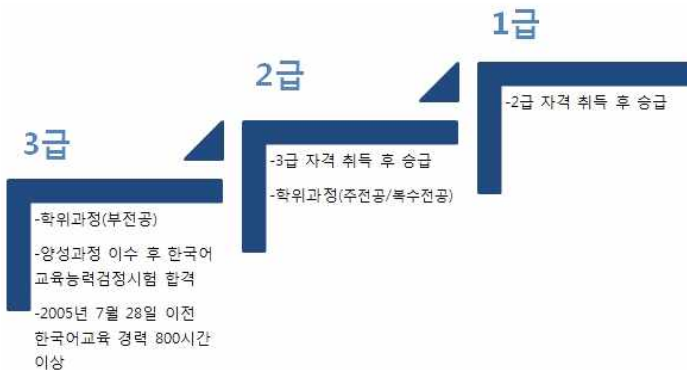 1급
-2급 자격 취득 후 승급
2급
-3급 자격 취득 후 승급
-학위과정(주전공/복수전공)
3급
-학위과정(부전공)
-양성과정 이수 후 한국어
교육능력검정시험 합격
-2005년 7월 28일 이전
한국어교육 경력 800시간
이상